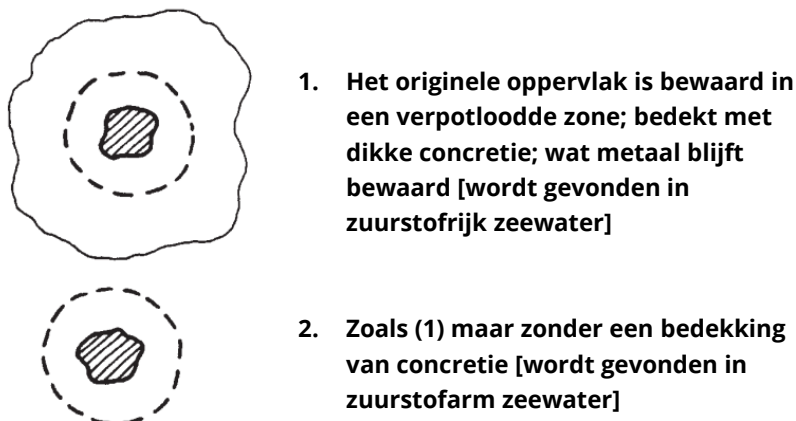 1. Het originele oppervlak is bewaard in
een verpotloodde zone; bedekt met
dikke concretie; wat metaal blijft
bewaard [wordt gevonden in
zuurstofrijk zeewater]
2. Zoals (1) maar zonder een bedekking
van concretie [wordt gevonden in
zuurstofarm zeewater]